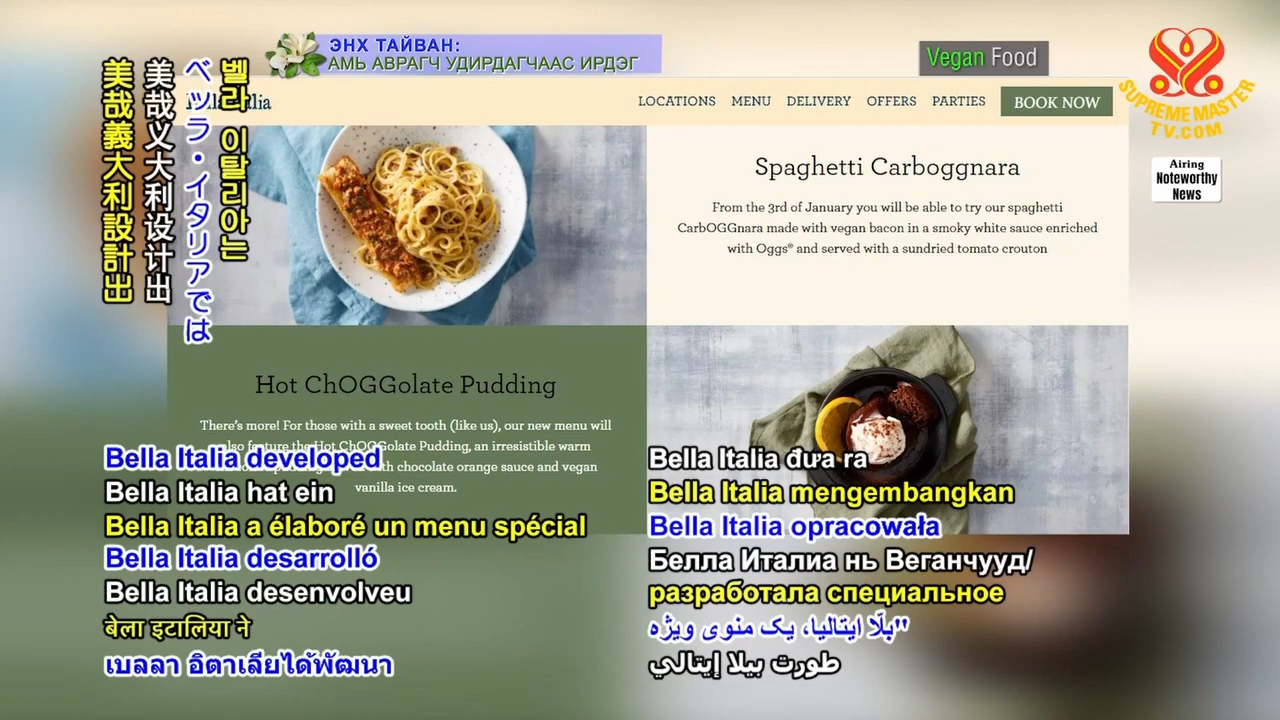 ЭНХ ТАЙВАН:
АМЬ АВРАГЧ УДИРДАГЧААС ИРДЭГ
Vegan Food
SUPREME MASTER
TV.COM
Airing
Noteworthy
News
LOCATIONS MENU DELIVERY OFFERS PARTIES BOOK NOW
벨라 이탈리아는
ベッラ・イタリアでは
美哉义大利设计出
美哉義大利設計出
Spaghetti Carboggnara
From the 3rd of January you will be able to try our spaghetti
CarbOGGnara made with vegan bacon in a smoky white sauce enriched
with Oggs® and served with a sundried tomato crouton
Hot ChOGGolate Pudding
There's more! For those with a sweet tooth (like us), our new menu will
also feature the Hot ChOGGolate Pudding, an irresistible warm
with chocolate orange sauce and vegan
vanilla ice cream.
Bella Italia developed
Bella Italia hat ein
Bella Italia a élaboré un menu spécial
Bella Italia desarrolló
Bella Italia desenvolveu
बेला इटालिया ने
เบลลา อิตาเลียได้พัฒนา
Bella Italia đưa ra
Bella Italia mengembangkan
Bella Italia opracowała
Белла Италиа нь Веганчууд/
разработала специальное
"بلّا ایتالیا، یک منوی ویژه
طورت بيلا إيتالي